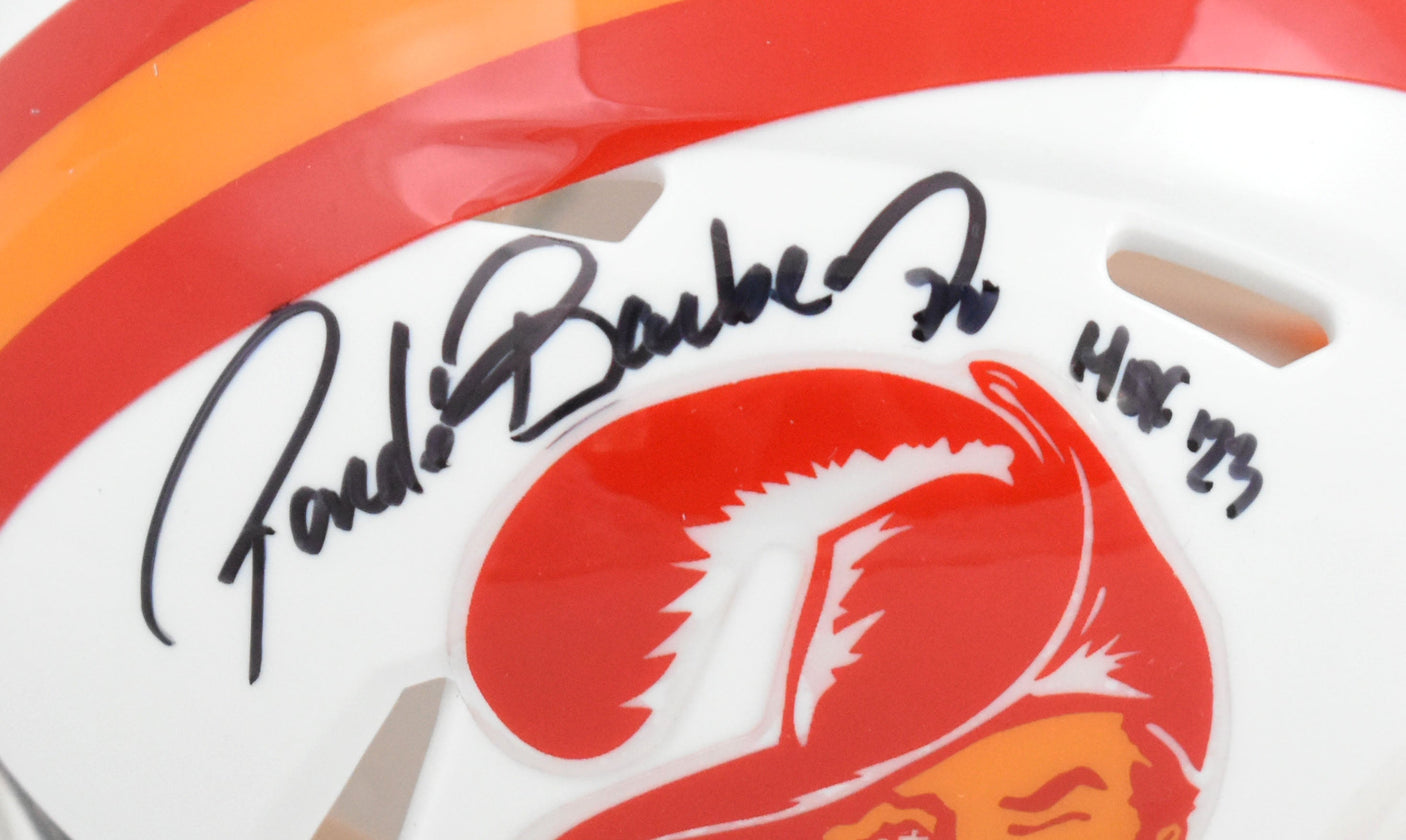 Ronde Barber 20
HOF '23